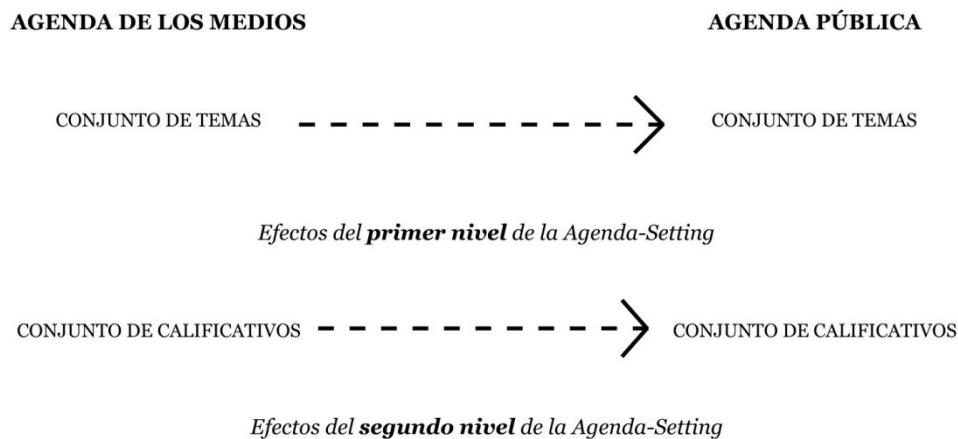 AGENDA DE LOS MEDIOS
AGENDA PÚBLICA
CONJUNTO DE TEMAS
CONJUNTO DE TEMAS
Efectos del primer nivel de la Agenda-Setting
CONJUNTO DE CALIFICATIVOS
CONJUNTO DE CALIFICATIVOS
Efectos del segundo nivel de la Agenda-Setting